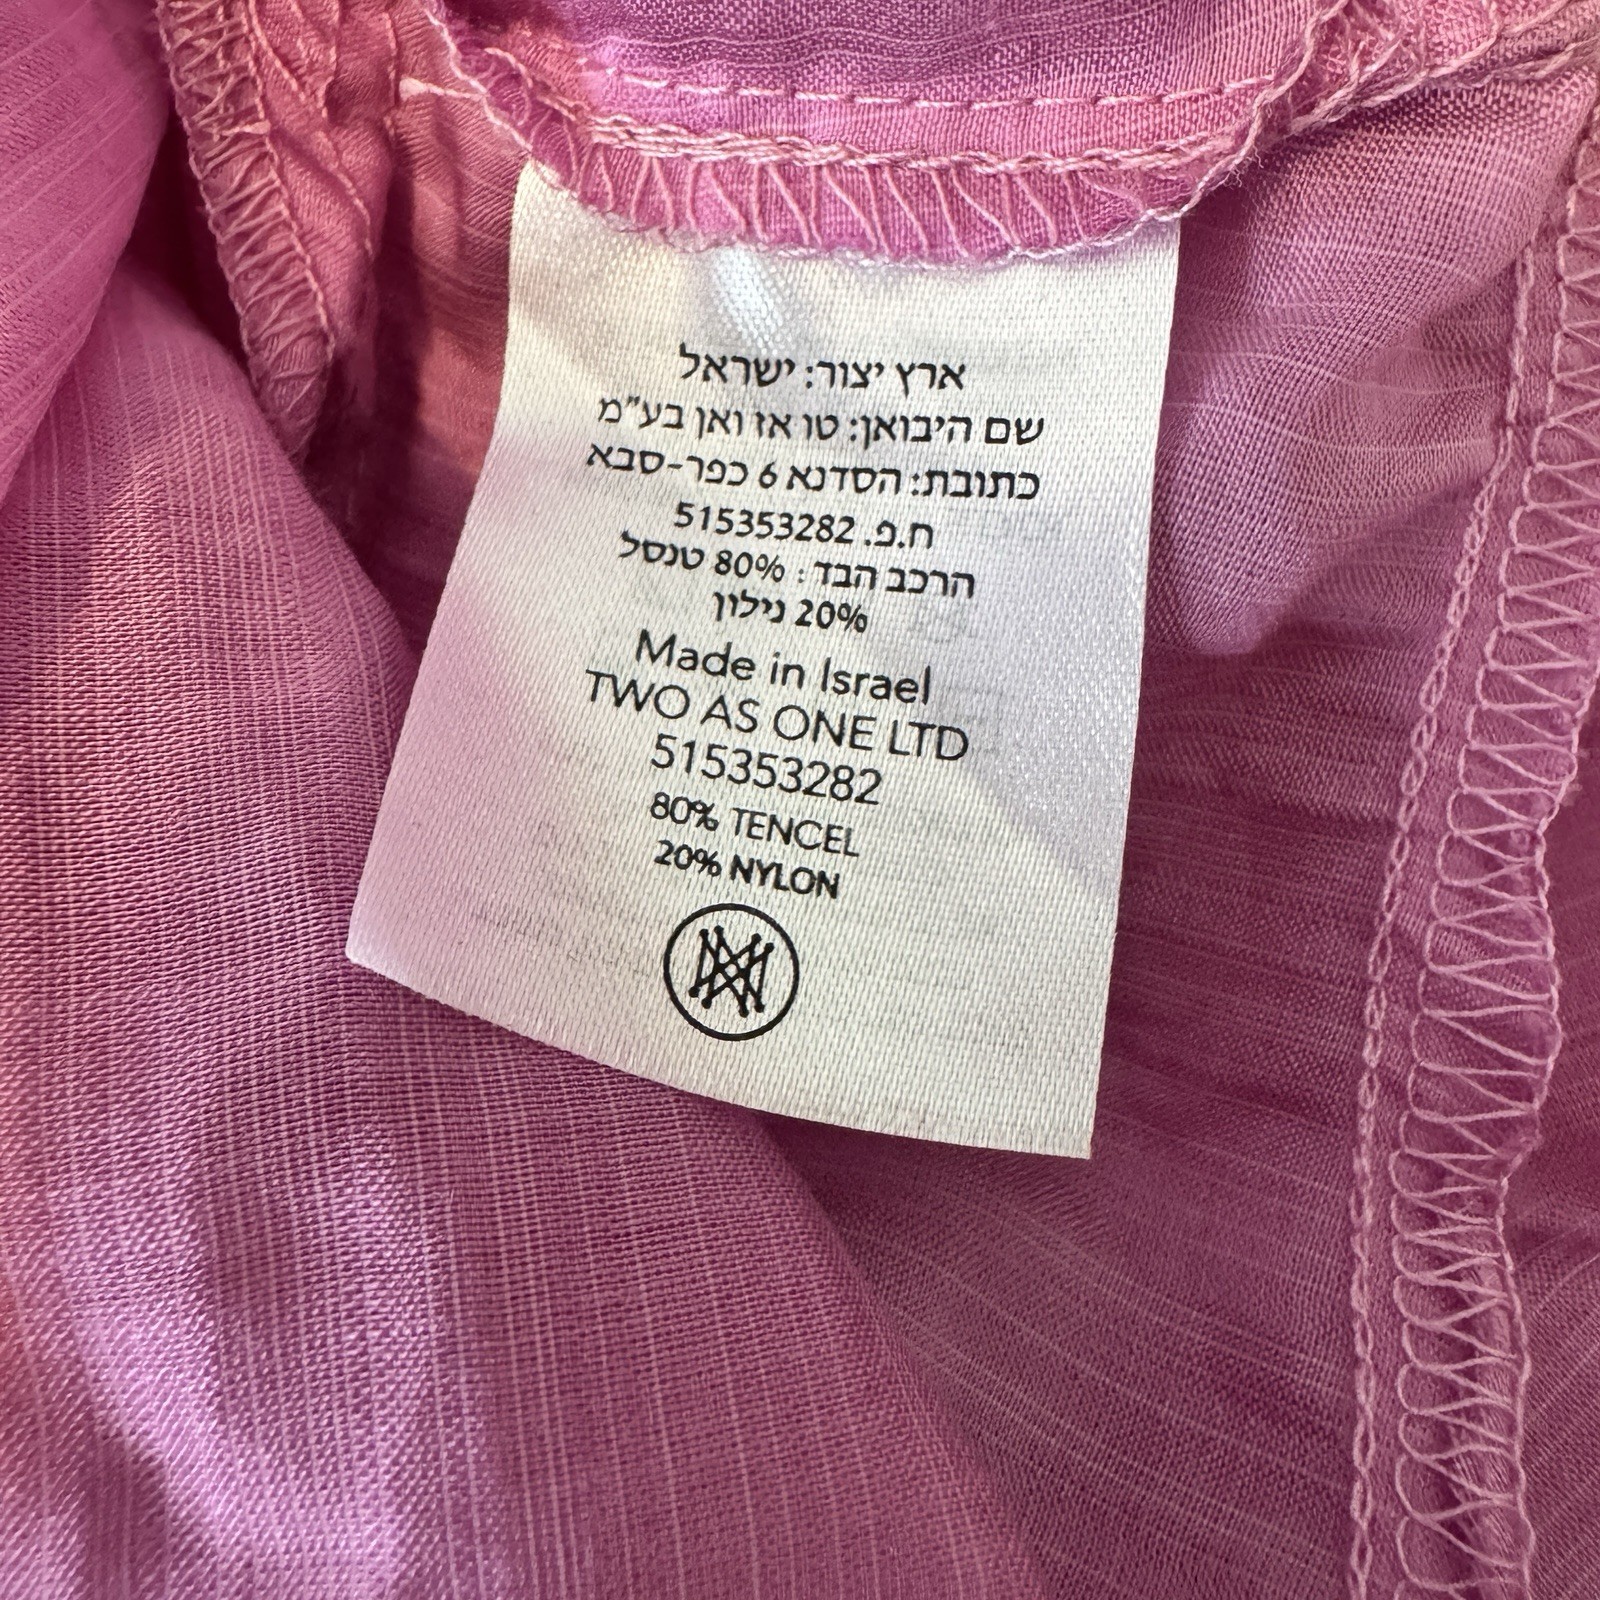 ארץ יצור: ישראל
שם היבואן: טו אז וואן בע"מ
כתובת: הסדנא 6 כפר-סבא
ח.פ. 515353282
הרכב הבד: 80% טנסל
20% נילון
Made in Israel
TWO AS ONE LTD
515353282
80% TENCEL
20% NYLON